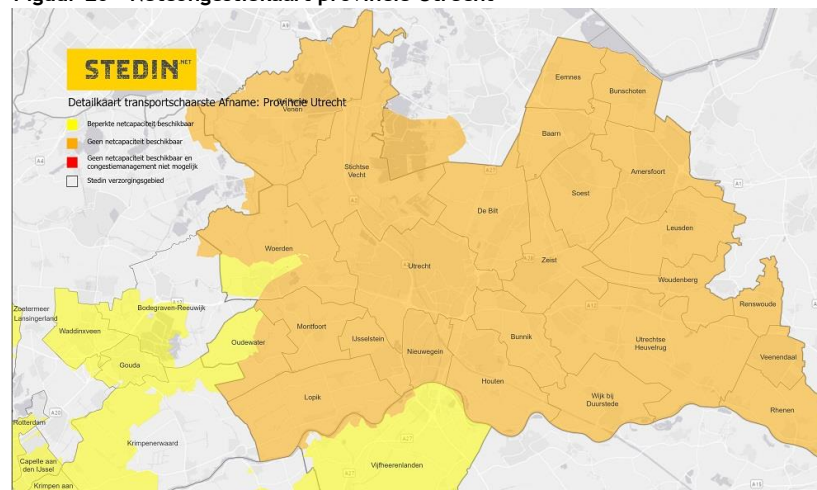 Figuur 20 - Netcongestiekaart provincie Utrecht
STEDIN.NET
Detailkaart transportschaarste Afname: Provincie Utrecht
Beperkte netcapaciteit beschikbaar
Geen netcapaciteit beschikbaar
Geen netcapaciteit beschikbaar en
congestiemanagement niet mogelijk
Stedin verzorgingsgebied
Venen
Eemnes
Bunschoten
Baarn
A4
Stichtse
Vecht
A27
Amersfoort
A1
Soest
A2
De Bilt
Leusden
Woerden
Utrecht
Zeist
A28
Woudenberg
Zoetermeer
Lansingerland
Bodegraven-Reeuwijk
A12
A12
Renswoude
Waddinxveen
Oudewater
Montfoort
IJsselstein
Nieuwegein
Bunnik
Utrechtse
Heuvelrug
Veenendaal
Gouda
Houten
Lopik
Wijk bij
Duurstede
Rhenen
A20
Rotterdam
Krimpenerwaard
A27
Capelle aan
den IJssel
Vijfheerenlanden
A27
Krimpen aan
A15